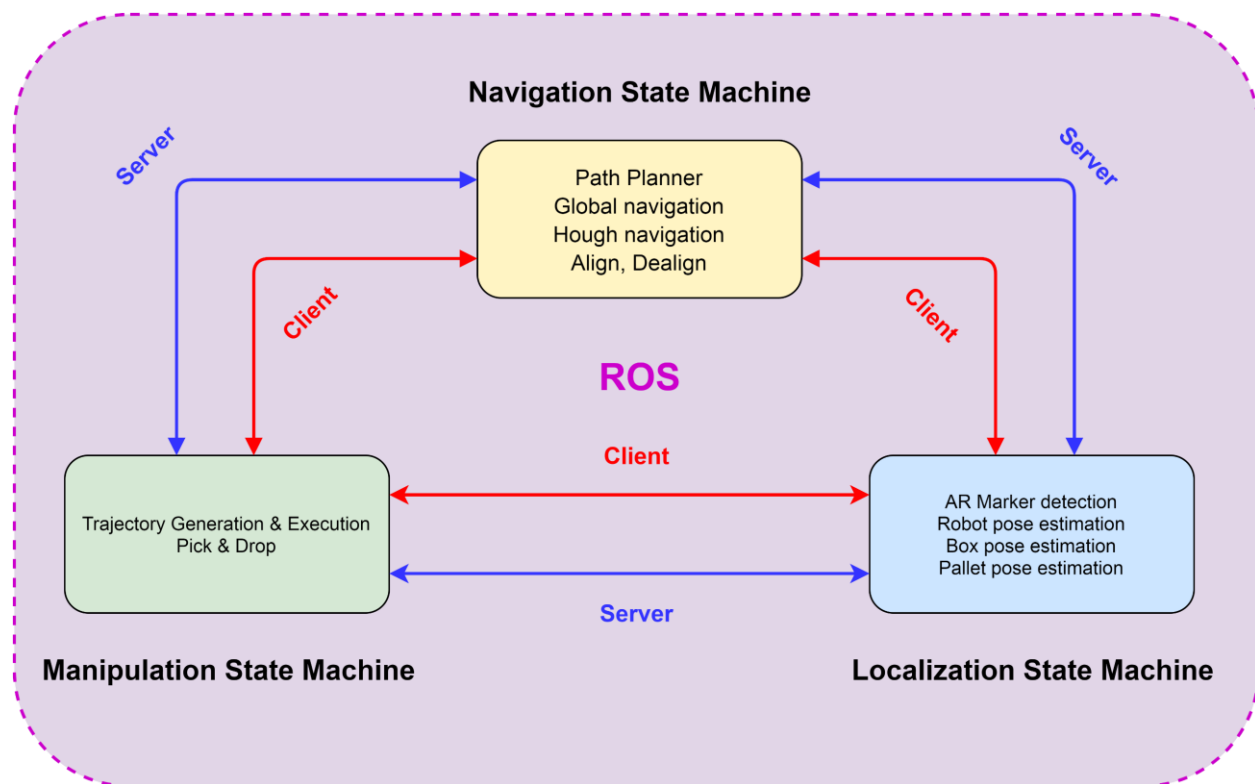 Navigation State Machine
Server
Server
Path Planner
Global navigation
Hough navigation
Align, Dealign
Client
Client
ROS
Client
Trajectory Generation & Execution
Pick & Drop
AR Marker detection
Robot pose estimation
Box pose estimation
Pallet pose estimation
Server
Manipulation State Machine
Localization State Machine